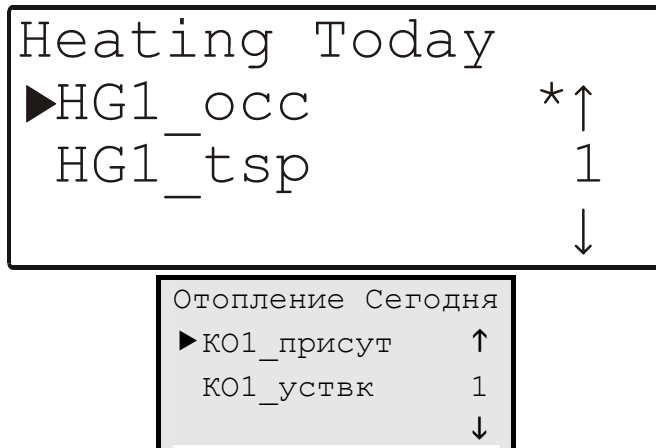 Heating Today
▶HG1_occ *↑
HG1_tsp 1
↓
Отопление Сегодня
▶КО1_присут ↑
КО1_уствк 1
↓